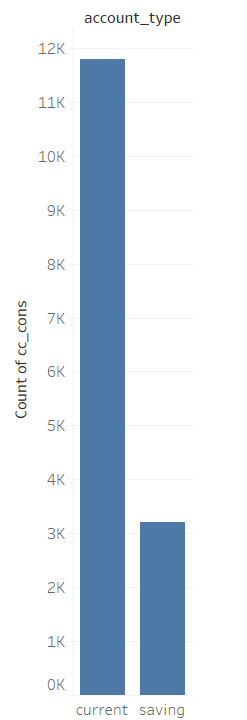 account_type
12K
11K
10K
9K
8K
7K
6K
5K
4K
3K
2K
1K
0K
Count of cc_cons
current saving